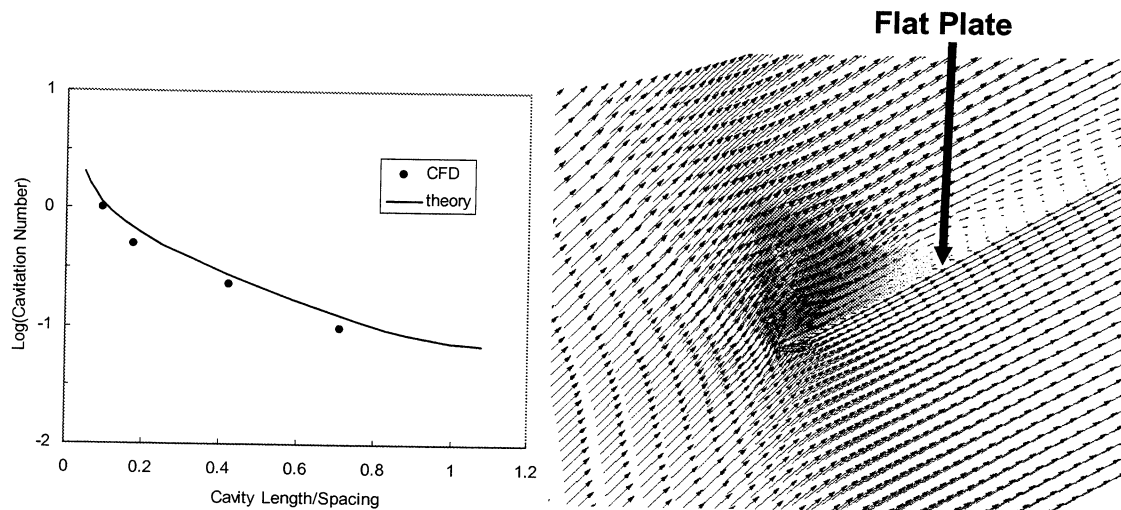 Flat Plate
1
0
-1
-2
Log(Cavitation Number)
CFD
theory
0
0.2
0.4
0.6
0.8
1
1.2
Cavity Length/Spacing